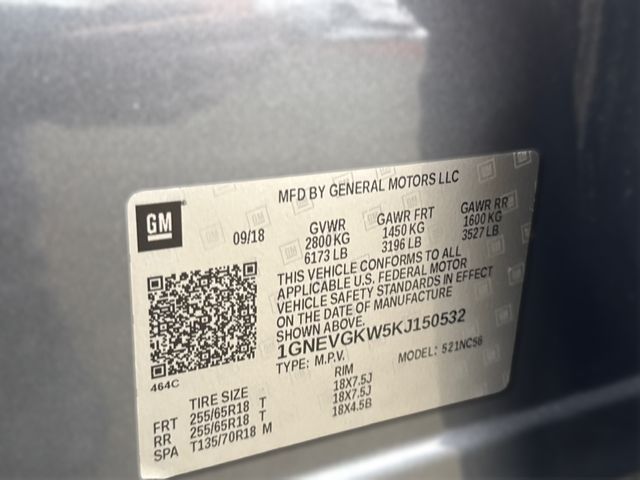 MFD BY GENERAL MOTORS LLC
GM
09/18
GVWR GAWR FRT GAWR RR
2800 KG 1450 KG 1600 KG
6173 LB 3196 LB 3527 LB
THIS VEHICLE CONFORMS TO ALL
APPLICABLE U.S. FEDERAL MOTOR
VEHICLE SAFETY STANDARDS IN EFFECT
ON THE DATE OF MANUFACTURE
SHOWN ABOVE.
1GNEVGKW5KJ150532
TYPE: M.P.V. MODEL: 521NC56
464C
TIRE SIZE RIM
FRT 255/65R18 T 18X7.5J
RR 255/65R18 T 18X7.5J
SPA T135/70R18 M 18X4.5B